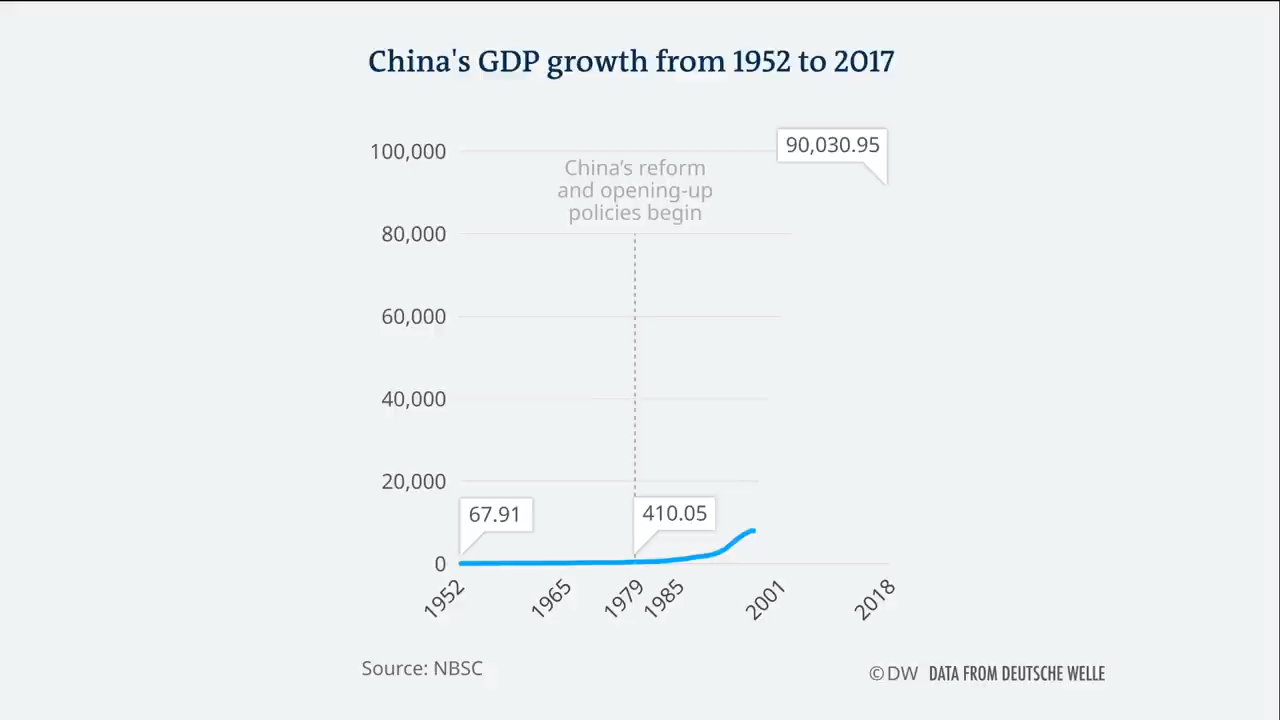 China's GDP growth from 1952 to 2017
100,000
90,030.95
China’s reform
and opening-up
policies begin
80,000
60,000
40,000
20,000
67.91
410.05
0
1952
1965
1979
1985
2001
2018
Source: NBSC
©DW DATA FROM DEUTSCHE WELLE